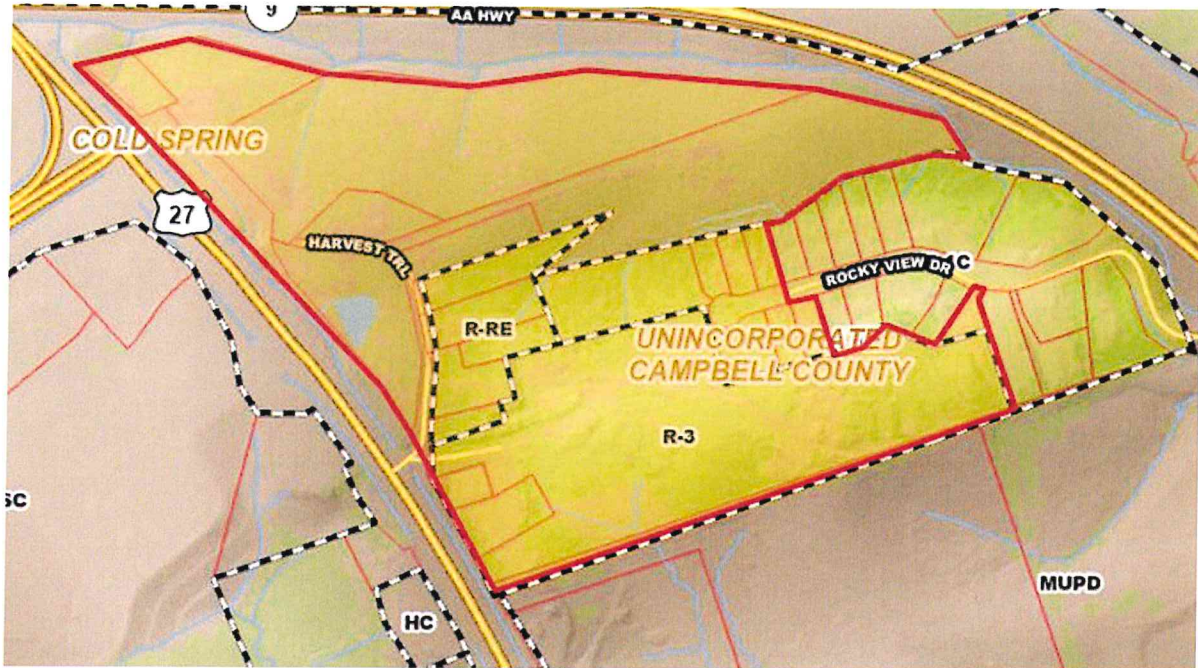 9
AA HWY
COLD SPRING
27
HARVEST TRL
ROCKY VIEW DR
C
R-RE
UNINCORPORATED
CAMPBELL COUNTY
R-3
SC
MUPD
HC